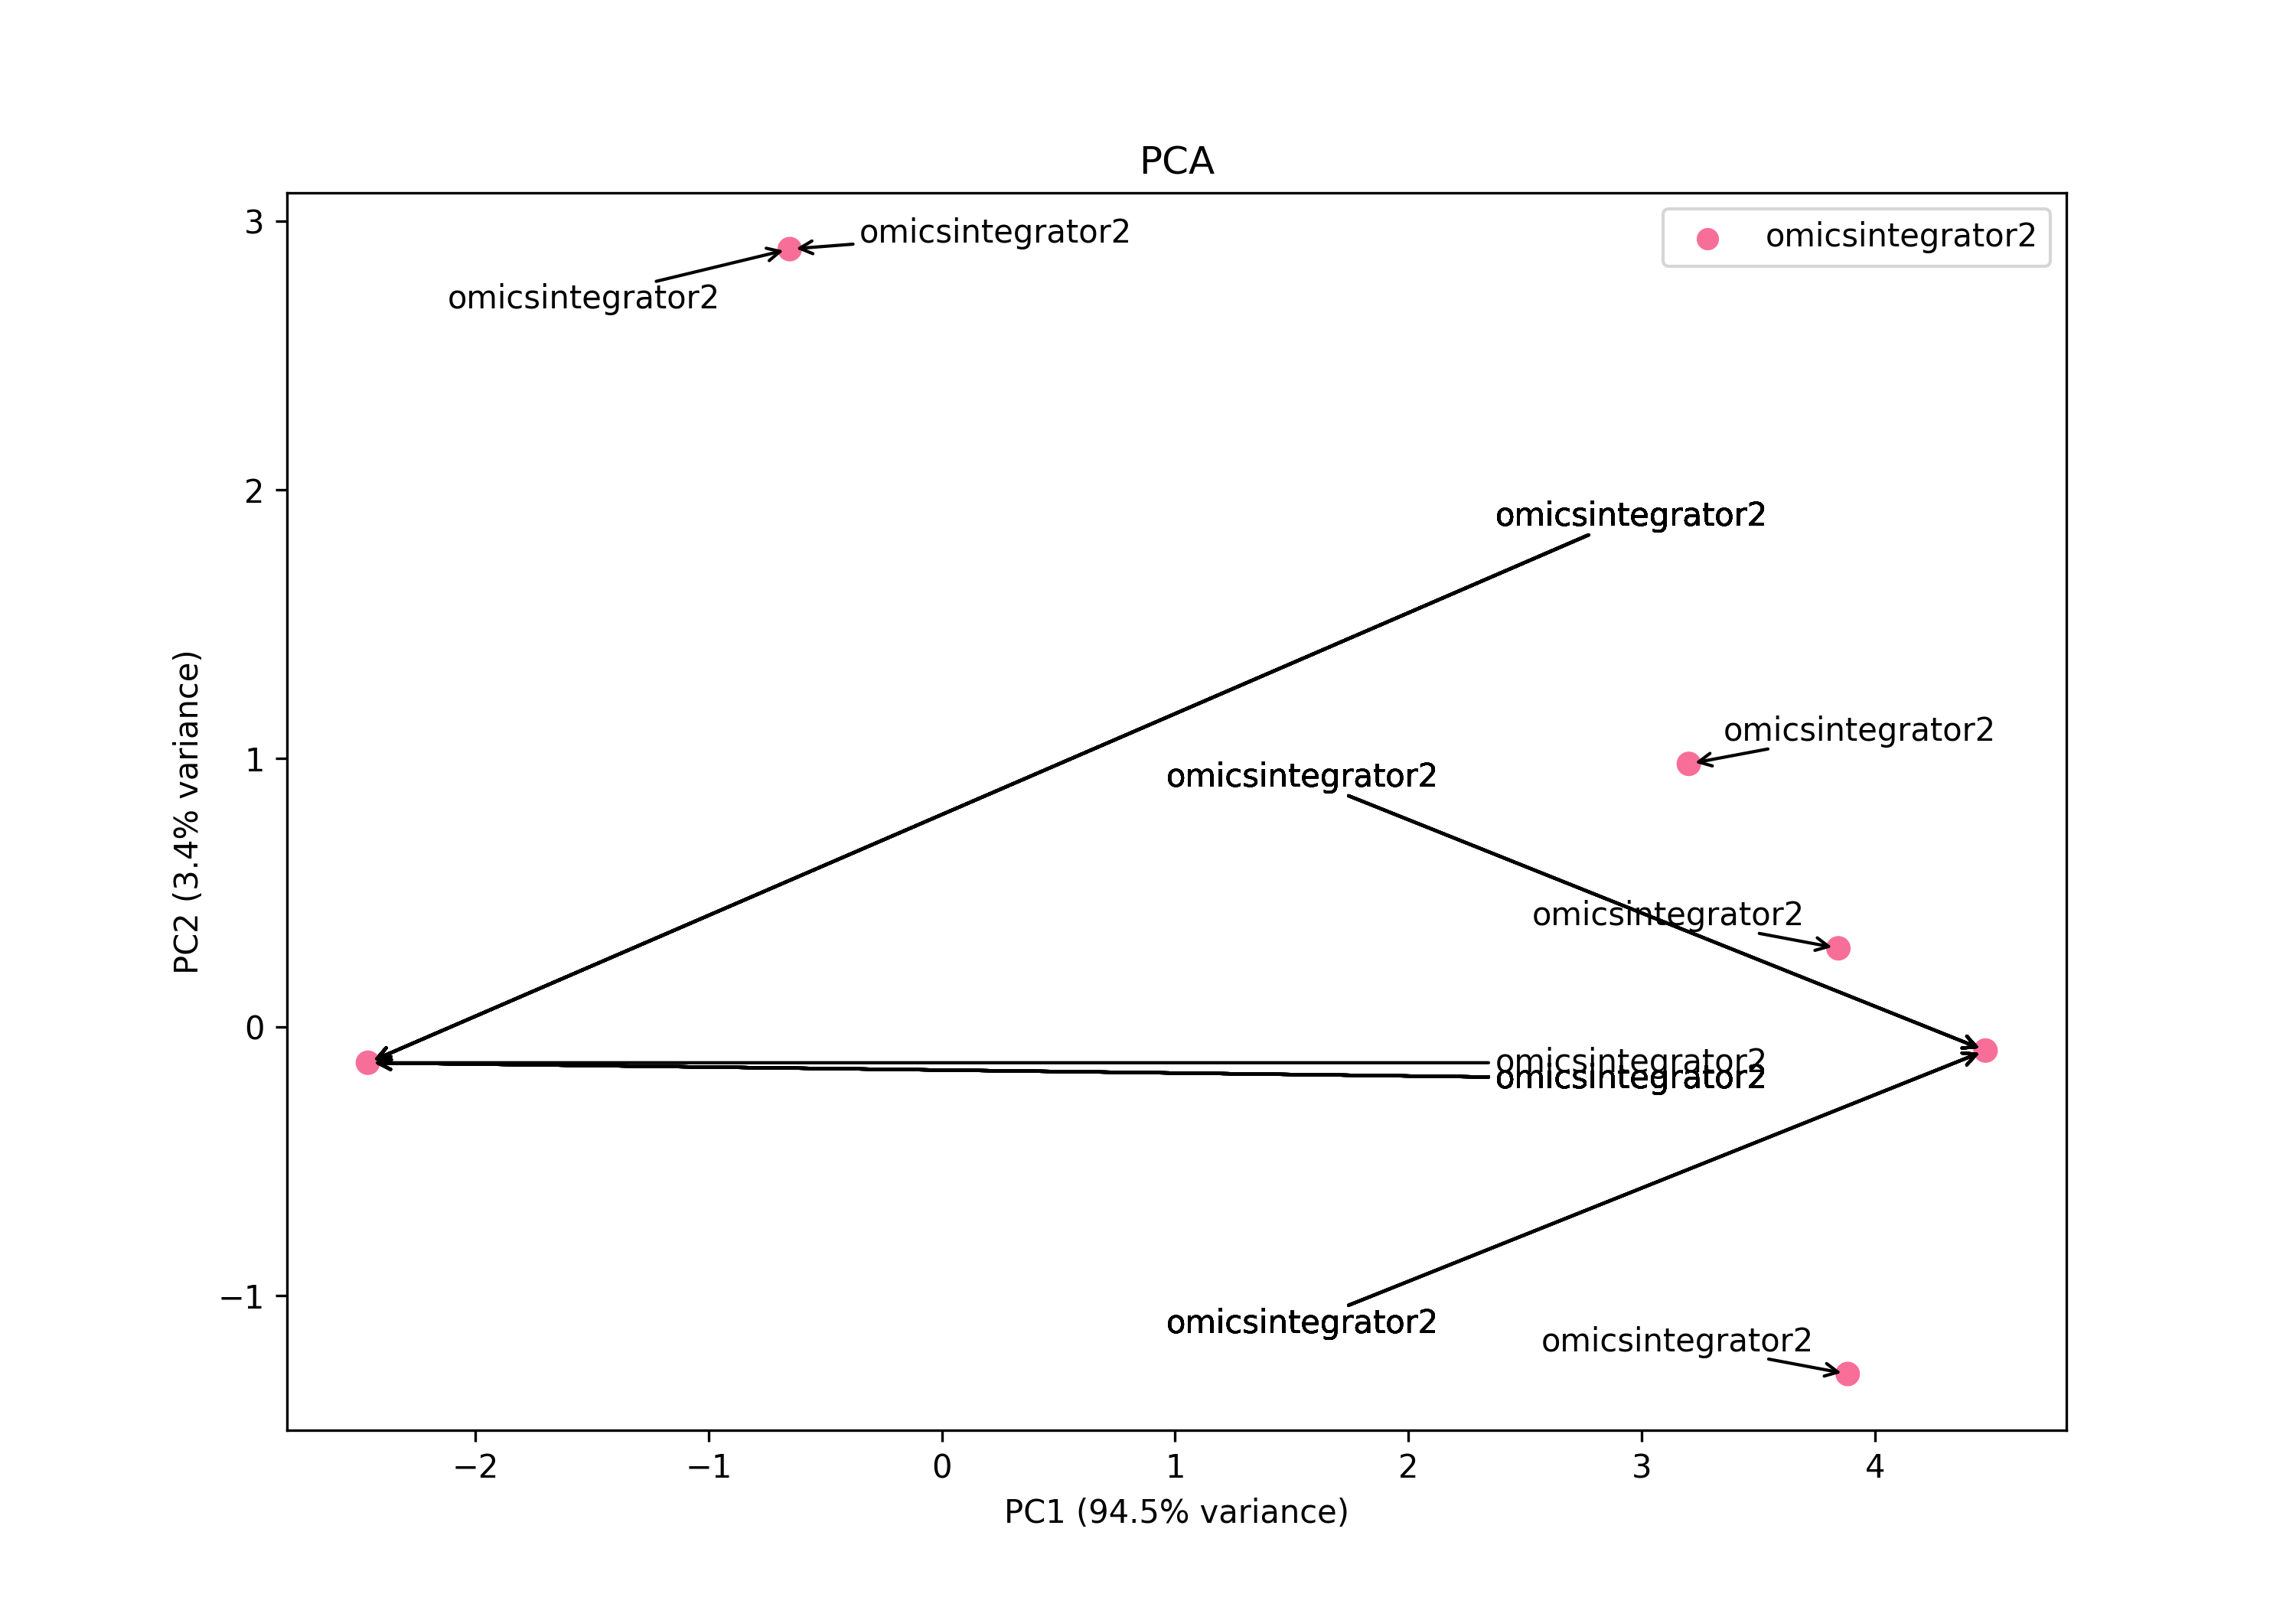 PCA
3
omicsintegrator2
omicsintegrator2
omicsintegrator2
2
omicsintegrator2
1
omicsintegrator2
omicsintegrator2
omicsintegrator2
0
omicsintegrator2
omicsintegrator2
−1
omicsintegrator2
omicsintegrator2
PC2 (3.4% variance)
−2
−1
0
1
2
3
4
PC1 (94.5% variance)